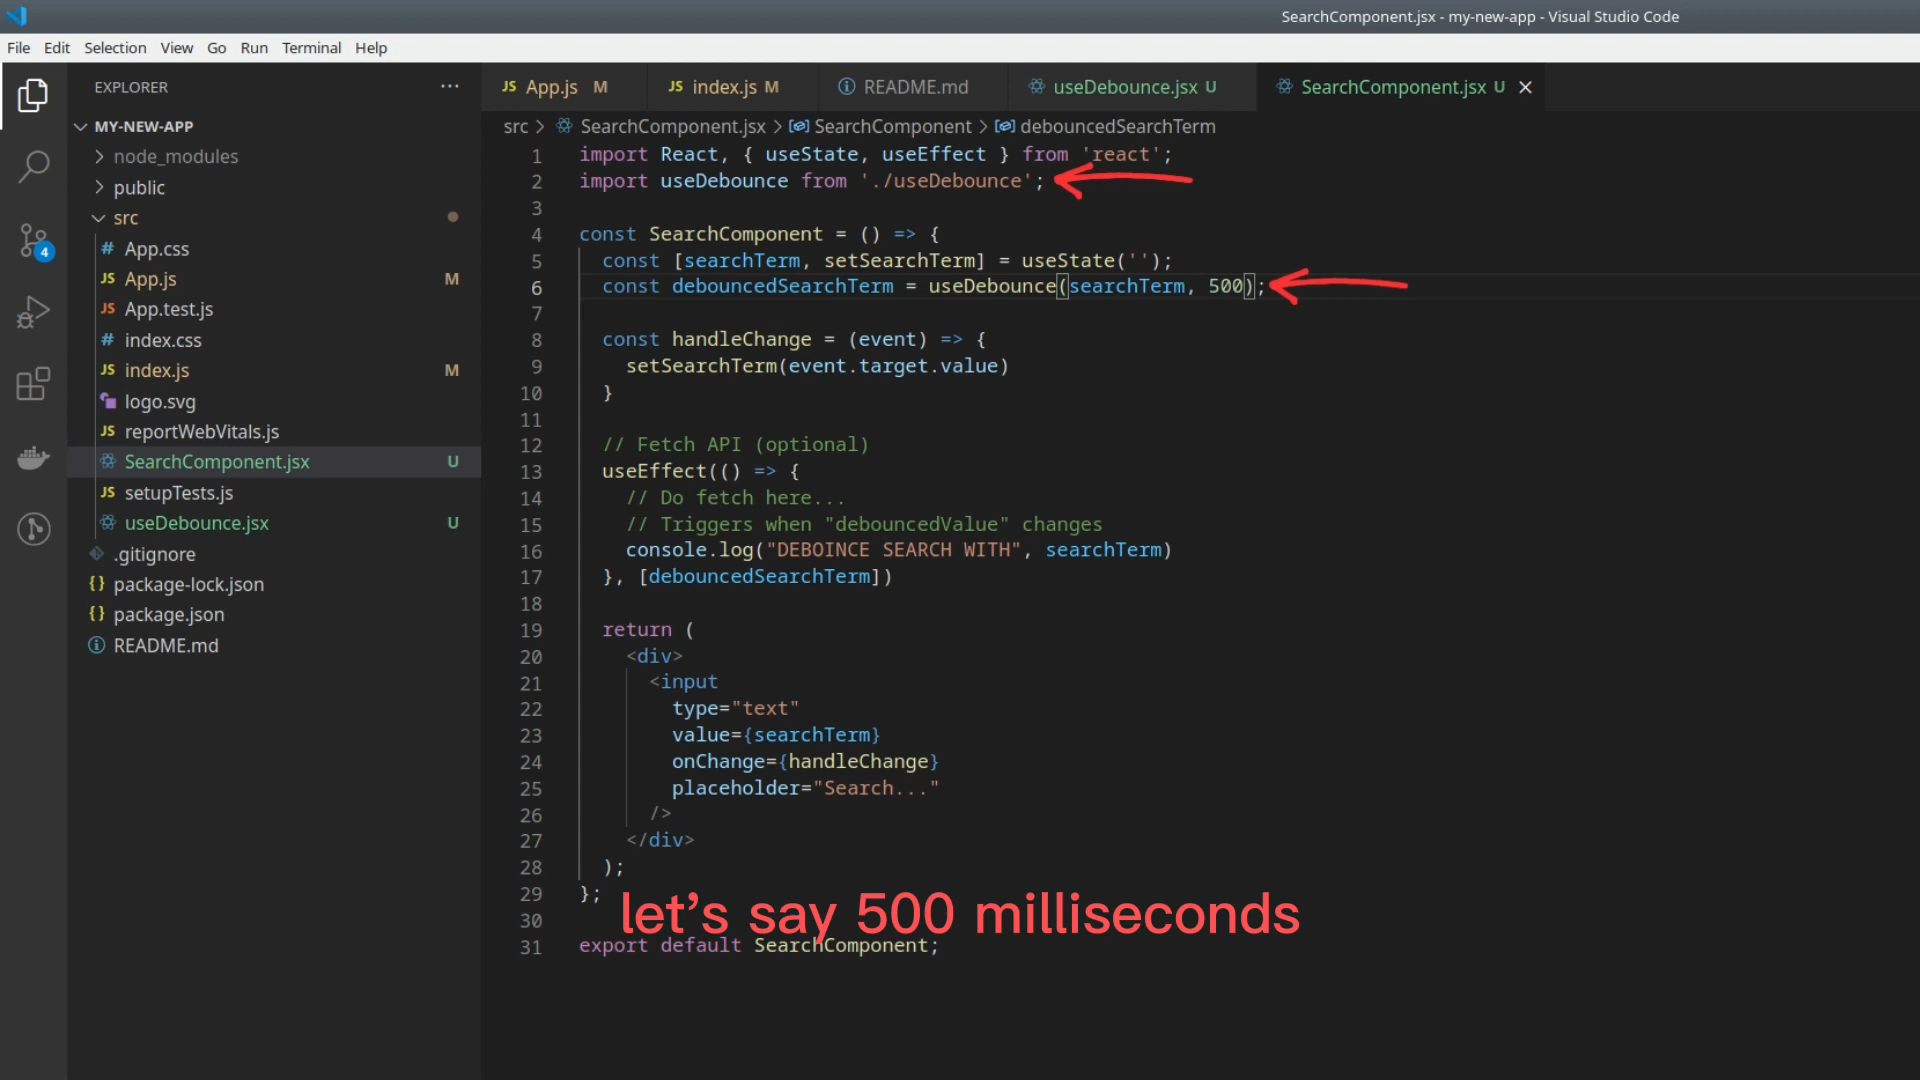 SearchComponent.jsx - my-new-app - Visual Studio Code
File Edit Selection View Go Run Terminal Help
EXPLORER ···
JS App.js M JS index.js M README.md useDebounce.jsx U SearchComponent.jsx U
MY-NEW-APP
node_modules
public
src
# App.css
JS App.js M
JS App.test.js
# index.css
JS index.js M
logo.svg
JS reportWebVitals.js
SearchComponent.jsx U
JS setupTests.js
useDebounce.jsx U
.gitignore
{} package-lock.json
{} package.json
README.md
4
src > SearchComponent.jsx > SearchComponent > debouncedSearchTerm
1 import React, { useState, useEffect } from 'react';
2 import useDebounce from './useDebounce';
3
4 const SearchComponent = () => {
5 const [searchTerm, setSearchTerm] = useState('');
6 const debouncedSearchTerm = useDebounce(searchTerm, 500);
7
8 const handleChange = (event) => {
9 setSearchTerm(event.target.value)
10 }
11
12 // Fetch API (optional)
13 useEffect(() => {
14 // Do fetch here...
15 // Triggers when "debouncedValue" changes
16 console.log("DEBOINCE SEARCH WITH", searchTerm)
17 }, [debouncedSearchTerm])
18
19 return (
20 <div>
21 <input
22 type="text"
23 value={searchTerm}
24 onChange={handleChange}
25 placeholder="Search..."
26 />
27 </div>
28 );
29 };
30
31 export default SearchComponent;
let's say 500 milliseconds